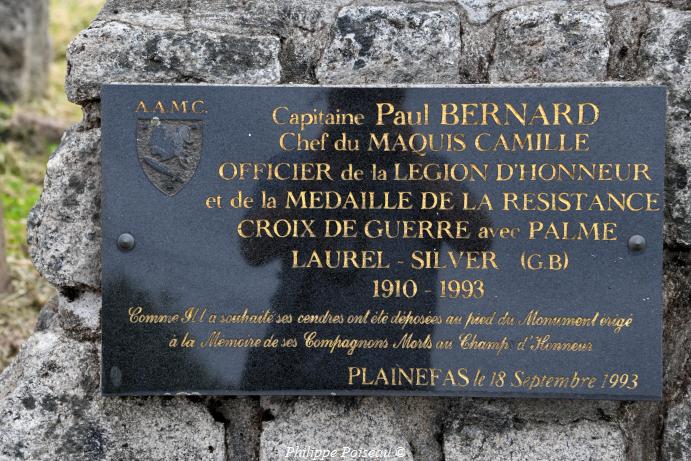 A.A.M.C.
Capitaine Paul BERNARD
Chef du MAQUIS CAMILLE
OFFICIER de la LEGION D'HONNEUR
et de la MEDAILLE DE LA RESISTANCE
CROIX DE GUERRE avec PALME
LAUREL - SILVER (G.B)
1910 - 1993
Comme Il l'a souhaité ses cendres ont été déposées au pied du Monument érigé
à la Memoire de ses Compagnons Morts au Champ d'Honneur
PLAINEFAS le 18 Septembre 1993
Philippe Poiseau ©